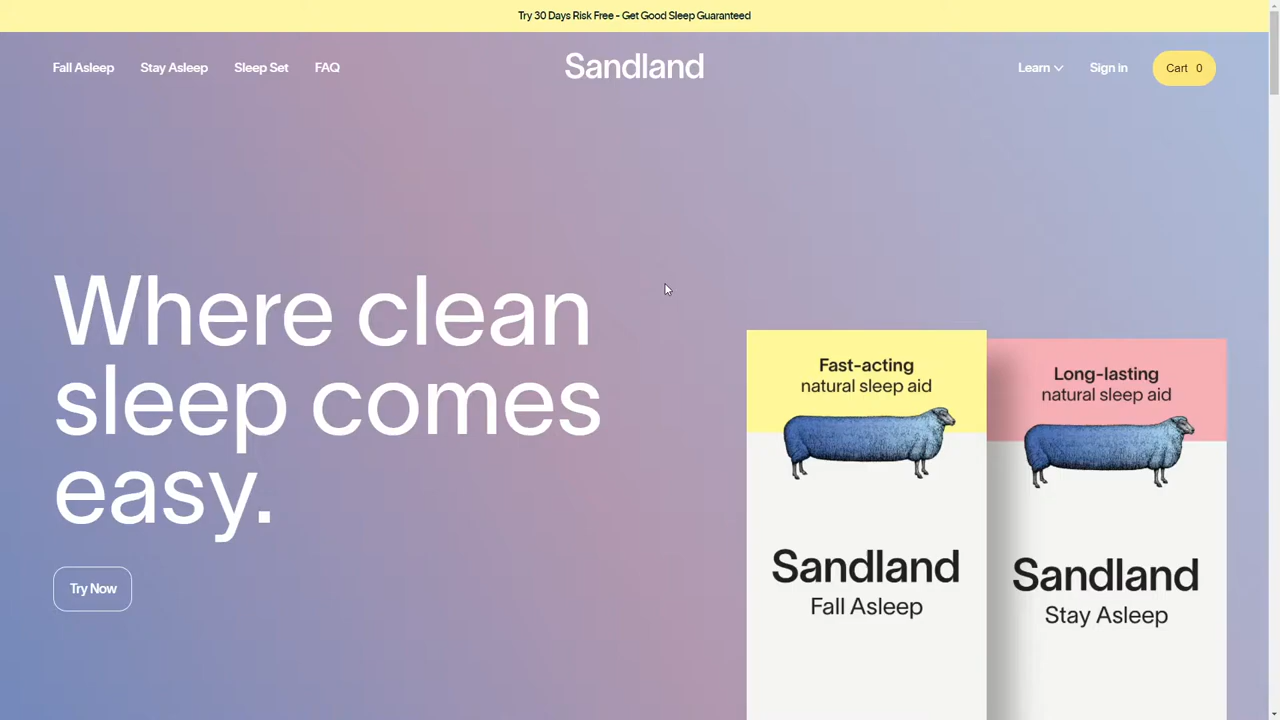 Try 30 Days Risk Free - Get Good Sleep Guaranteed
Fall Asleep
Stay Asleep
Sleep Set
FAQ
Sandland
Learn
Sign in
Cart 0
Where clean
sleep comes
easy.
Try Now
Fast-acting
natural sleep aid
Sandland
Fall Asleep
Long-lasting
natural sleep aid
Sandland
Stay Asleep